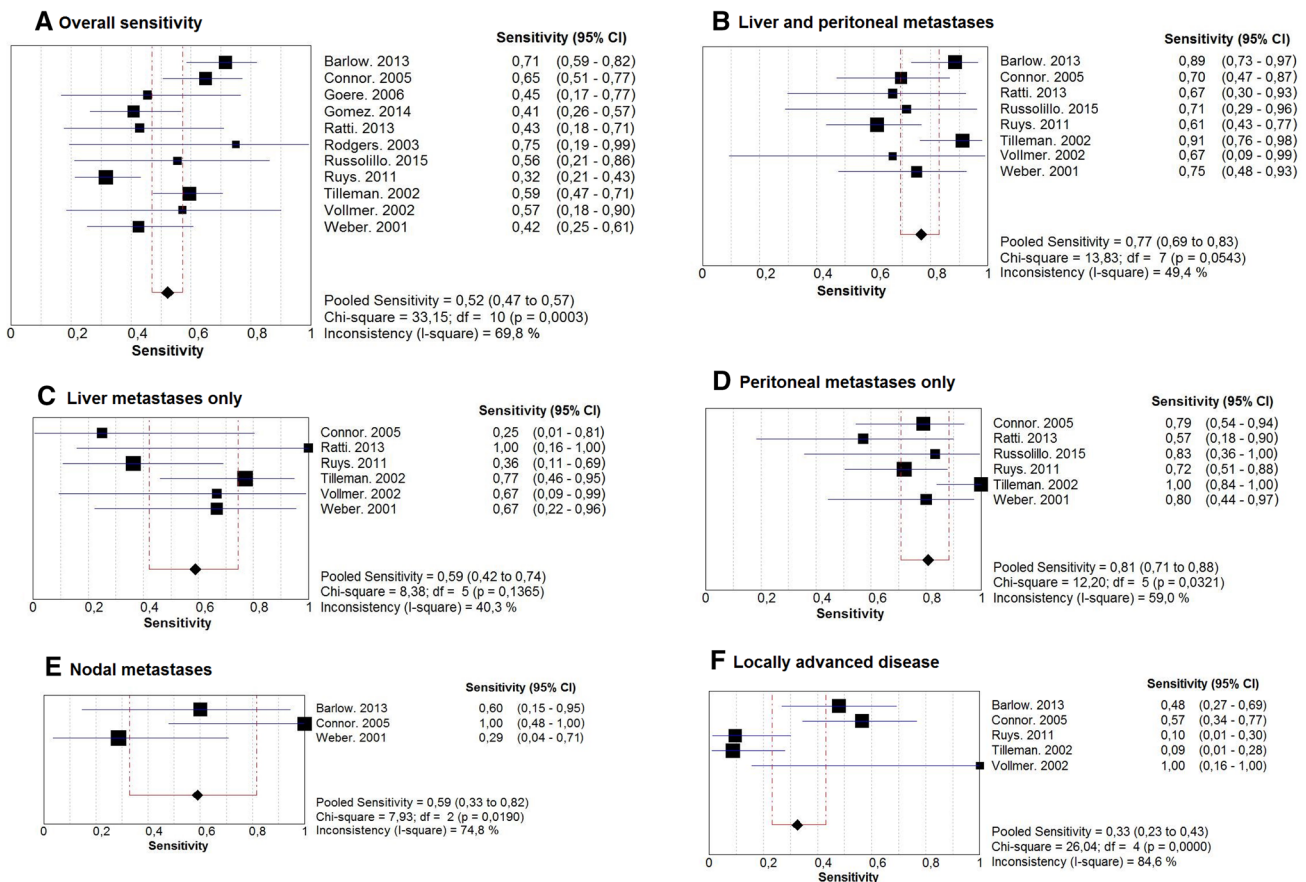 A Overall sensitivity
Sensitivity (95% CI)
Barlow. 2013 0,71 (0,59 - 0,82)
Connor. 2005 0,65 (0,51 - 0,77)
Goere. 2006 0,45 (0,17 - 0,77)
Gomez. 2014 0,41 (0,26 - 0,57)
Ratti. 2013 0,43 (0,18 - 0,71)
Rodgers. 2003 0,75 (0,19 - 0,99)
Russolillo. 2015 0,56 (0,21 - 0,86)
Ruys. 2011 0,32 (0,21 - 0,43)
Tilleman. 2002 0,59 (0,47 - 0,71)
Vollmer. 2002 0,57 (0,18 - 0,90)
Weber. 2001 0,42 (0,25 - 0,61)
Pooled Sensitivity = 0,52 (0,47 to 0,57)
Chi-square = 33,15; df = 10 (p = 0,0003)
Inconsistency (I-square) = 69,8 %
0 0,2 0,4 0,6 0,8 1
Sensitivity
B Liver and peritoneal metastases
Sensitivity (95% CI)
Barlow. 2013 0,89 (0,73 - 0,97)
Connor. 2005 0,70 (0,47 - 0,87)
Ratti. 2013 0,67 (0,30 - 0,93)
Russolillo. 2015 0,71 (0,29 - 0,96)
Ruys. 2011 0,61 (0,43 - 0,77)
Tilleman. 2002 0,91 (0,76 - 0,98)
Vollmer. 2002 0,67 (0,09 - 0,99)
Weber. 2001 0,75 (0,48 - 0,93)
Pooled Sensitivity = 0,77 (0,69 to 0,83)
Chi-square = 13,83; df = 7 (p = 0,0543)
Inconsistency (I-square) = 49,4 %
0 0,2 0,4 0,6 0,8 1
Sensitivity
C Liver metastases only
Sensitivity (95% CI)
Connor. 2005 0,25 (0,01 - 0,81)
Ratti. 2013 1,00 (0,16 - 1,00)
Ruys. 2011 0,36 (0,11 - 0,69)
Tilleman. 2002 0,77 (0,46 - 0,95)
Vollmer. 2002 0,67 (0,09 - 0,99)
Weber. 2001 0,67 (0,22 - 0,96)
Pooled Sensitivity = 0,59 (0,42 to 0,74)
Chi-square = 8,38; df = 5 (p = 0,1365)
Inconsistency (I-square) = 40,3 %
0 0,2 0,4 0,6 0,8 1
Sensitivity
D Peritoneal metastases only
Sensitivity (95% CI)
Connor. 2005 0,79 (0,54 - 0,94)
Ratti. 2013 0,57 (0,18 - 0,90)
Russolillo. 2015 0,83 (0,36 - 1,00)
Ruys. 2011 0,72 (0,51 - 0,88)
Tilleman. 2002 1,00 (0,84 - 1,00)
Weber. 2001 0,80 (0,44 - 0,97)
Pooled Sensitivity = 0,81 (0,71 to 0,88)
Chi-square = 12,20; df = 5 (p = 0,0321)
Inconsistency (I-square) = 59,0 %
0 0,2 0,4 0,6 0,8 1
Sensitivity
E Nodal metastases
Sensitivity (95% CI)
Barlow. 2013 0,60 (0,15 - 0,95)
Connor. 2005 1,00 (0,48 - 1,00)
Weber. 2001 0,29 (0,04 - 0,71)
Pooled Sensitivity = 0,59 (0,33 to 0,82)
Chi-square = 7,93; df = 2 (p = 0,0190)
Inconsistency (I-square) = 74,8 %
0 0,2 0,4 0,6 0,8 1
Sensitivity
F Locally advanced disease
Sensitivity (95% CI)
Barlow. 2013 0,48 (0,27 - 0,69)
Connor. 2005 0,57 (0,34 - 0,77)
Ruys. 2011 0,10 (0,01 - 0,30)
Tilleman. 2002 0,09 (0,01 - 0,28)
Vollmer. 2002 1,00 (0,16 - 1,00)
Pooled Sensitivity = 0,33 (0,23 to 0,43)
Chi-square = 26,04; df = 4 (p = 0,0000)
Inconsistency (I-square) = 84,6 %
0 0,2 0,4 0,6 0,8 1
Sensitivity